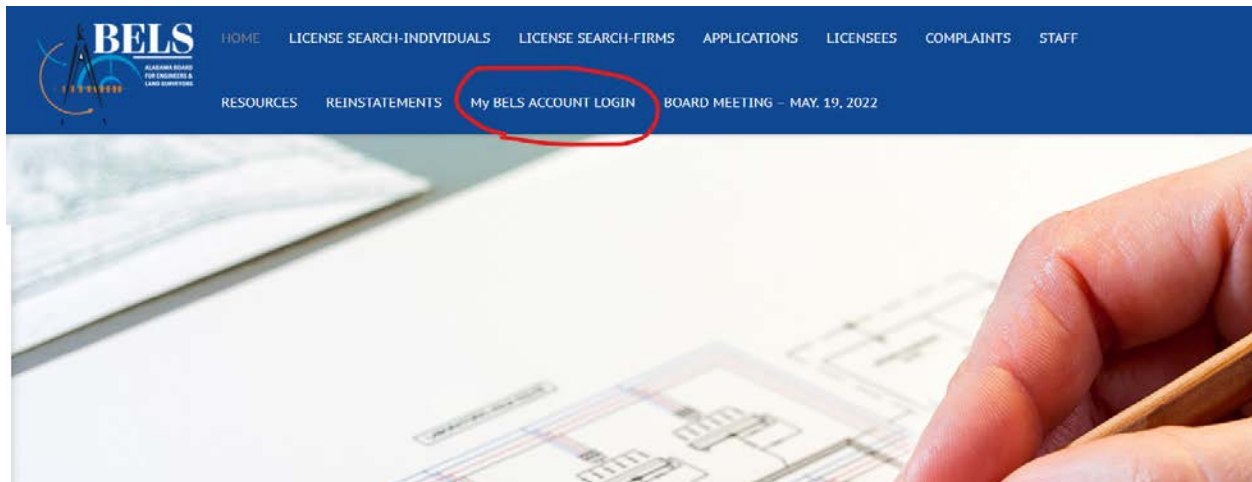 BELS
ALABAMA BOARD
FOR ENGINEERS &
LAND SURVEYORS
HOME LICENSE SEARCH-INDIVIDUALS LICENSE SEARCH-FIRMS APPLICATIONS LICENSEES COMPLAINTS STAFF
RESOURCES REINSTATEMENTS My BELS ACCOUNT LOGIN BOARD MEETING – MAY. 19, 2022